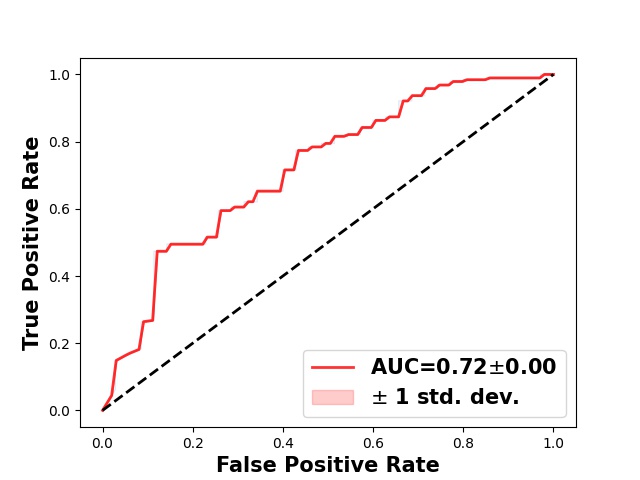 1.0
0.8
0.6
0.4
0.2
0.0
True Positive Rate
AUC=0.72±0.00
± 1 std. dev.
0.0 0.2 0.4 0.6 0.8 1.0
False Positive Rate